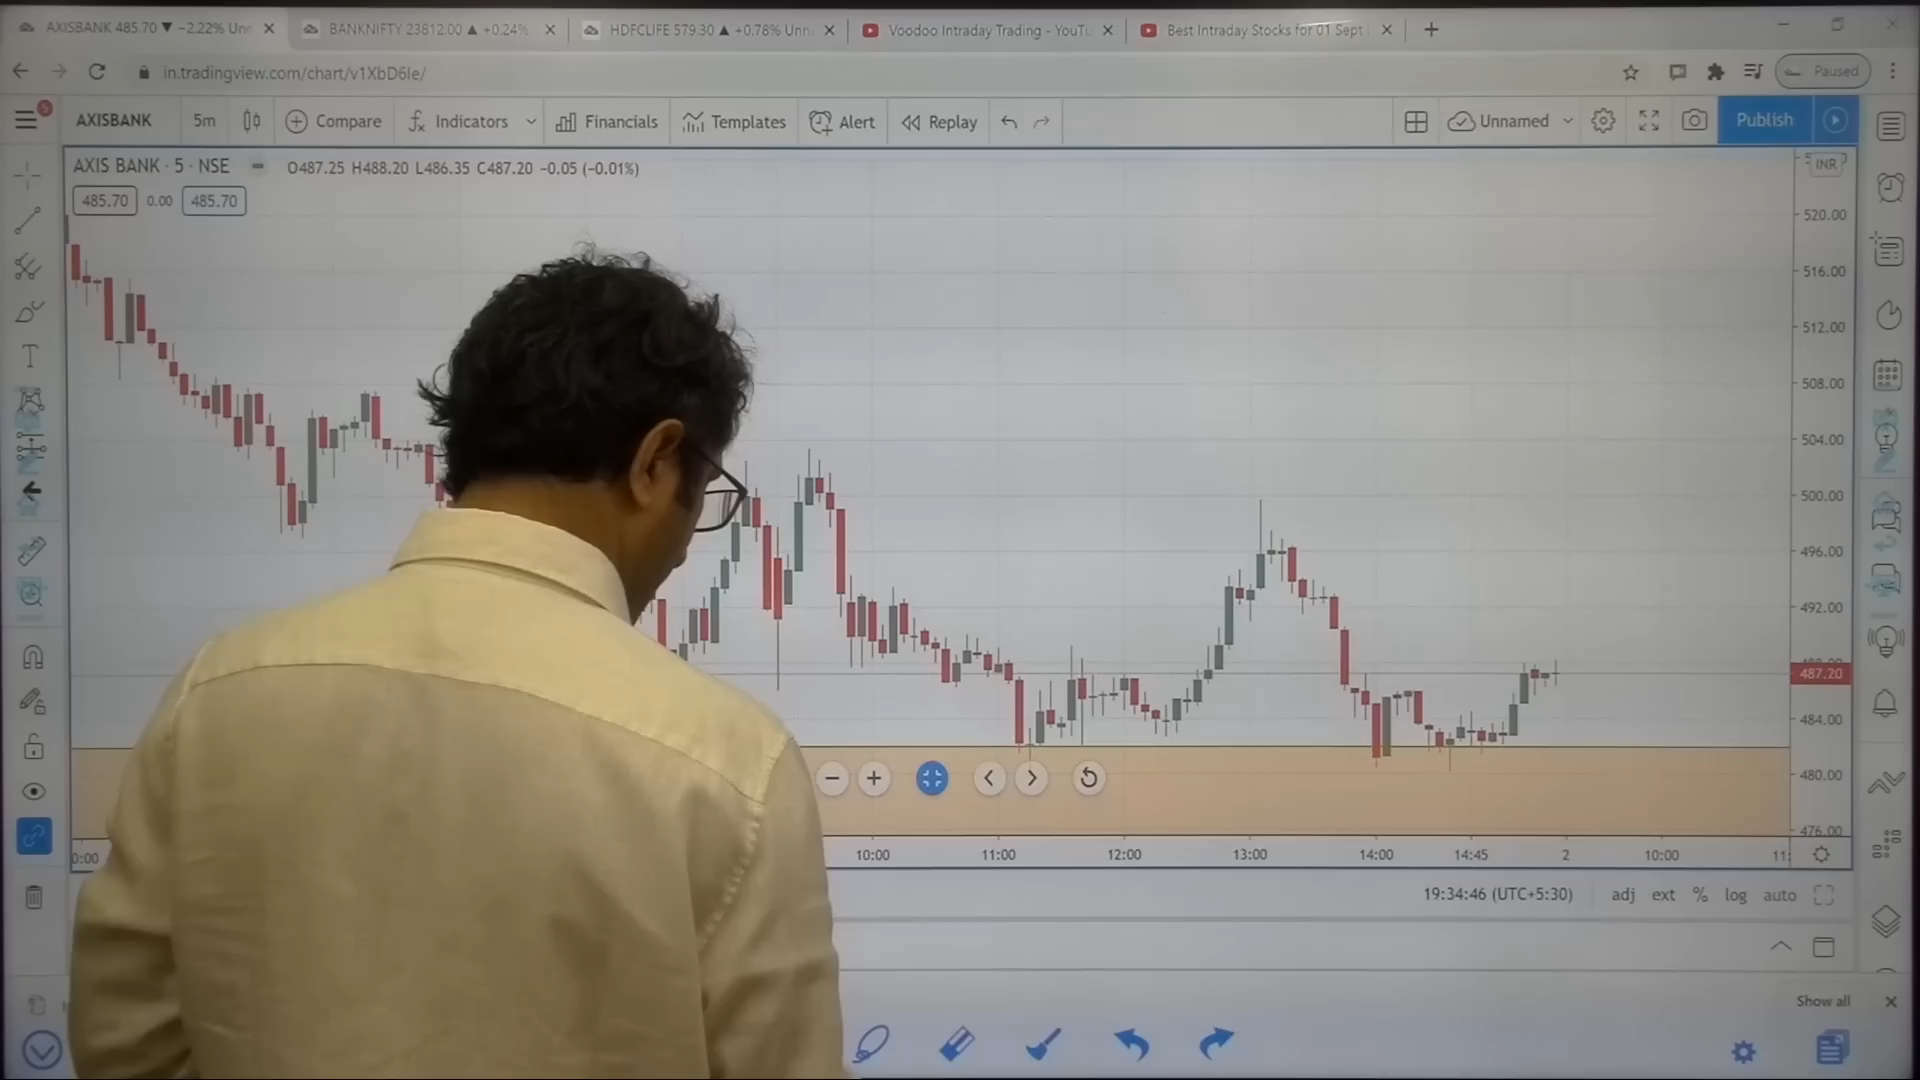 AXISBANK 485.70 ▼ −2.22% Unn
BANKNIFTY 23812.00 ▲ +0.24%
HDFCLIFE 579.30 ▲ +0.78% Unn
Voodoo Intraday Trading - YouTu
Best Intraday Stocks for 01 Sept
in.tradingview.com/chart/v1XbD6le/
Paused
5
AXISBANK 5m Compare Indicators Financials Templates Alert Replay Unnamed Publish
AXIS BANK · 5 · NSE O487.25 H488.20 L486.35 C487.20 −0.05 (−0.01%)
INR
485.70 0.00 485.70
520.00
516.00
512.00
508.00
504.00
500.00
496.00
492.00
487.20
484.00
480.00
476.00
0:00 10:00 11:00 12:00 13:00 14:00 14:45 2 10:00 11:
19:34:46 (UTC+5:30) adj ext % log auto
Show all